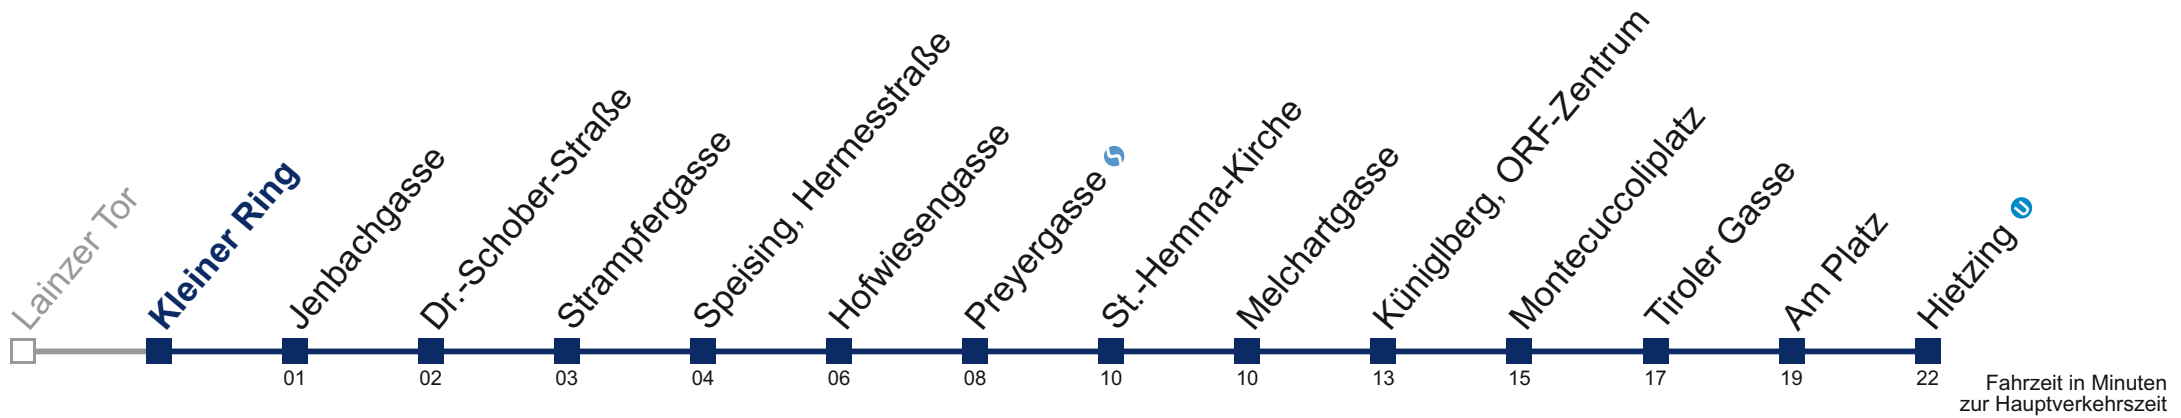 Lainzer Tor
Kleiner Ring
Jenbachgasse
Dr.-Schober-Straße
Strampfergasse
Speising, Hermesstraße
Hofwiesengasse
Preyergasse
St.-Hemma-Kirche
Melchartgasse
Küniglberg, ORF-Zentrum
Montecuccoliplatz
Tiroler Gasse
Am Platz
Hietzing U
01 02 03 04 06 08 10 10 13 15 17 19 22
Fahrzeit in Minuten
zur Hauptverkehrszeit